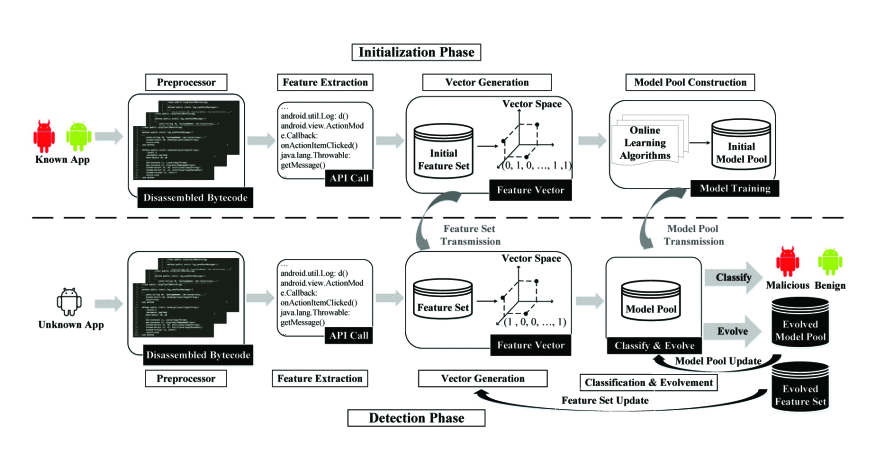 Initialization Phase
Preprocessor
Feature Extraction
Vector Generation
Model Pool Construction
Known App
Disassembled Bytecode
...
android.util.Log: d()
android.view.ActionMod
e.Callback:
onActionItemClicked()
java.lang.Throwable:
getMessage()
API Call
Initial
Feature Set
Vector Space
(0, 1, 0, ..., 1 ,1)
Feature Vector
Online
Learning
Algorithms
Initial
Model Pool
Model Training
Feature Set
Transmission
Model Pool
Transmission
Unknown App
Disassembled Bytecode
...
android.util.Log: d()
android.view.ActionMod
e.Callback:
onActionItemClicked()
java.lang.Throwable:
getMessage()
API Call
Feature Set
Vector Space
(1 , 0, 0, ..., 1)
Feature Vector
Model Pool
Classify & Evolve
Classify
Malicious
Benign
Evolve
Evolved
Model Pool
Model Pool Update
Preprocessor
Feature Extraction
Vector Generation
Classification & Evolvement
Evolved
Feature Set
Feature Set Update
Detection Phase